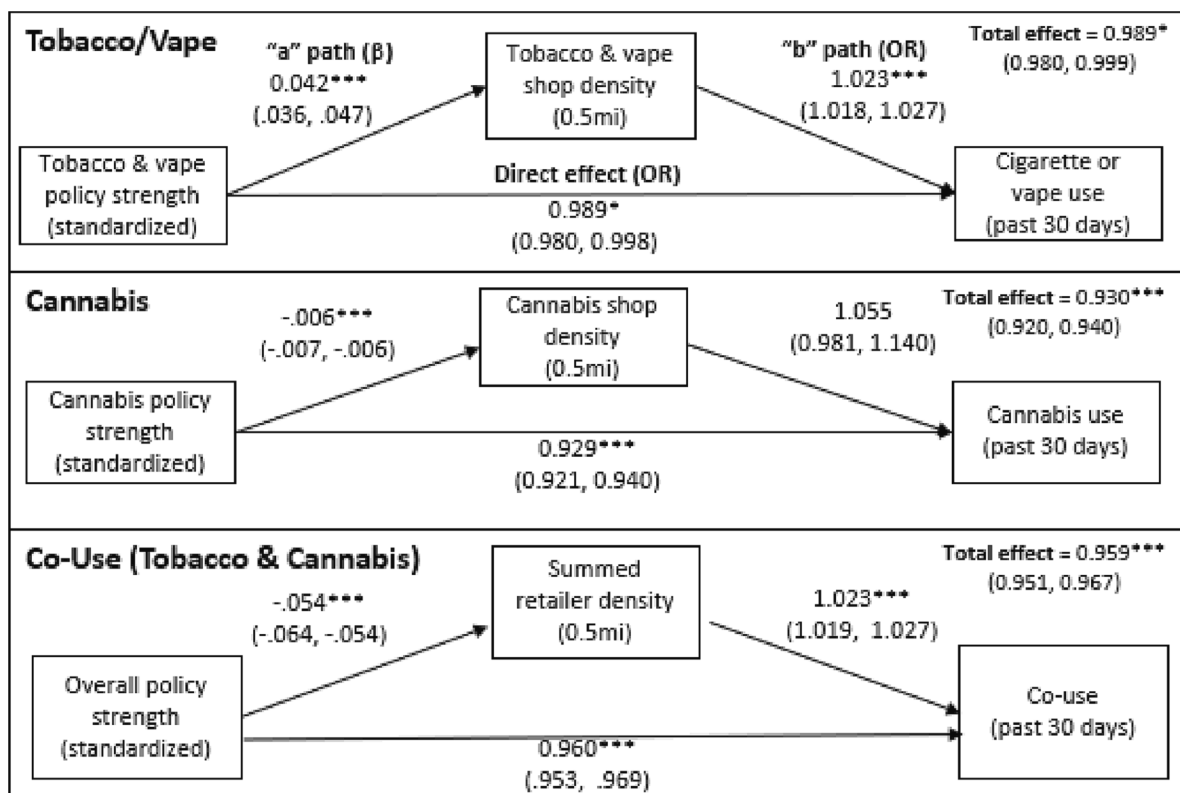 Tobacco/Vape
"a" path (β)
0.042***
(.036, .047)
Tobacco & vape
shop density
(0.5mi)
"b" path (OR)
1.023***
(1.018, 1.027)
Total effect = 0.989*
(0.980, 0.999)
Tobacco & vape
policy strength
(standardized)
Direct effect (OR)
0.989*
(0.980, 0.998)
Cigarette or
vape use
(past 30 days)
Cannabis
-.006***
(-.007, -.006)
Cannabis shop
density
(0.5mi)
1.055
(0.981, 1.140)
Total effect = 0.930***
(0.920, 0.940)
Cannabis policy
strength
(standardized)
0.929***
(0.921, 0.940)
Cannabis use
(past 30 days)
Co-Use (Tobacco & Cannabis)
-.054***
(-.064, -.054)
Summed
retailer density
(0.5mi)
1.023***
(1.019, 1.027)
Total effect = 0.959***
(0.951, 0.967)
Overall policy
strength
(standardized)
0.960***
(.953, .969)
Co-use
(past 30 days)